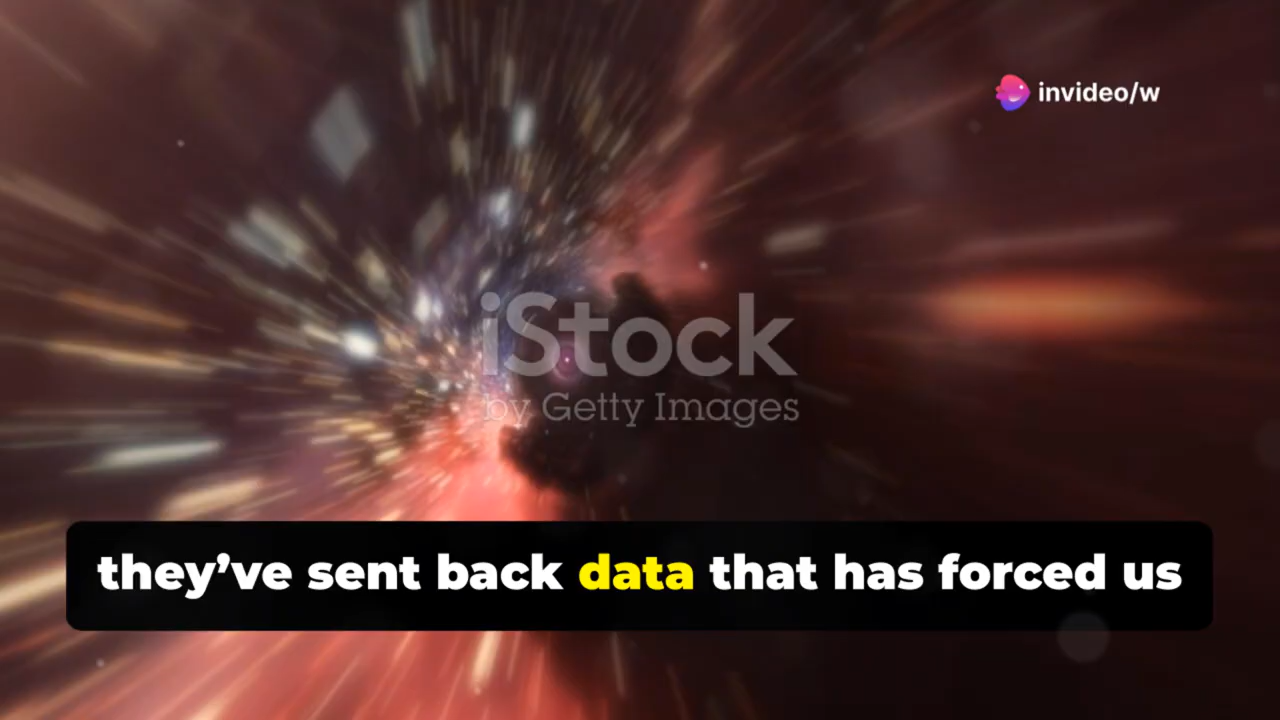 invideo/w
iStock
by Getty Images
they’ve sent back data that has forced us